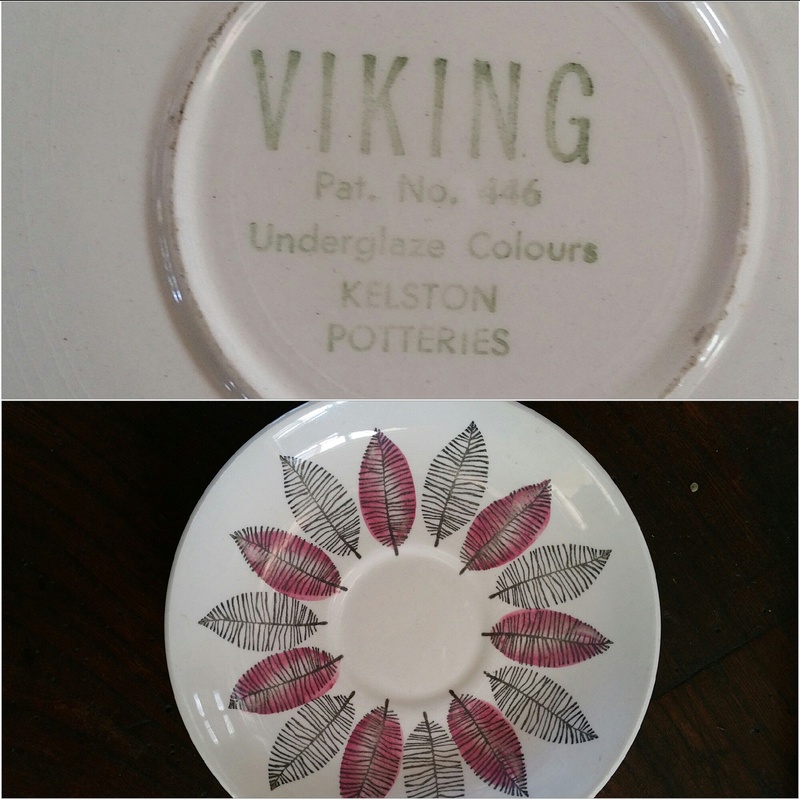 VIKING
Pat. No. 446
Underglaze Colours
KELSTON
POTTERIES